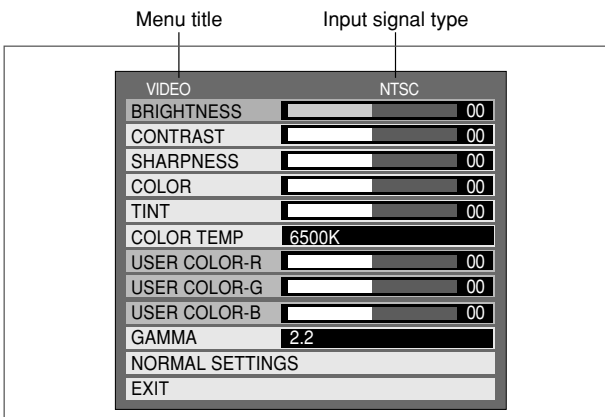 Menu title Input signal type
VIDEO NTSC
BRIGHTNESS 00
CONTRAST 00
SHARPNESS 00
COLOR 00
TINT 00
COLOR TEMP 6500K
USER COLOR-R 00
USER COLOR-G 00
USER COLOR-B 00
GAMMA 2.2
NORMAL SETTINGS
EXIT